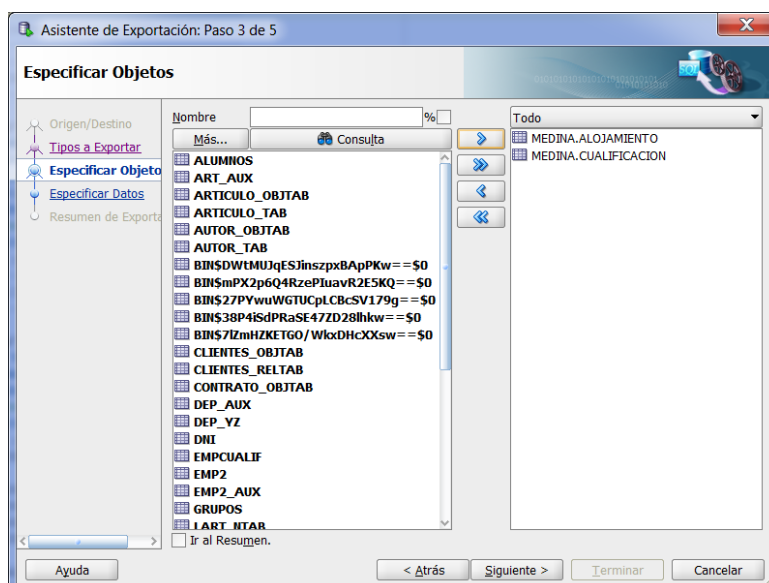 Asistente de Exportación: Paso 3 de 5
X
Especificar Objetos
SQL
Origen/Destino
Tipos a Exportar
Especificar Objeto
Especificar Datos
Resumen de Exporta
Nombre %
Más... Consulta
ALUMNOS
ART_AUX
ARTICULO_OBJTAB
ARTICULO_TAB
AUTOR_OBJTAB
AUTOR_TAB
BIN$DWtMUJqESJinszpxBApPKw==$0
BIN$mPX2p6Q4RzePIuavR2E5KQ==$0
BIN$27PYwuWGTUCpLCBcSV179g==$0
BIN$38P4iSdPRaSE47ZD28lhkw==$0
BIN$7lZmHZKETGO/WkxDHcXXsw==$0
CLIENTES_OBJTAB
CLIENTES_RELTAB
CONTRATO_OBJTAB
DEP_AUX
DEP_YZ
DNI
EMPCUALIF
EMP2
EMP2_AUX
GRUPOS
LART_NTAB
Ir al Resumen.
Todo
MEDINA.ALOJAMIENTO
MEDINA.CUALIFICACION
Ayuda < Atrás Siguiente > Terminar Cancelar